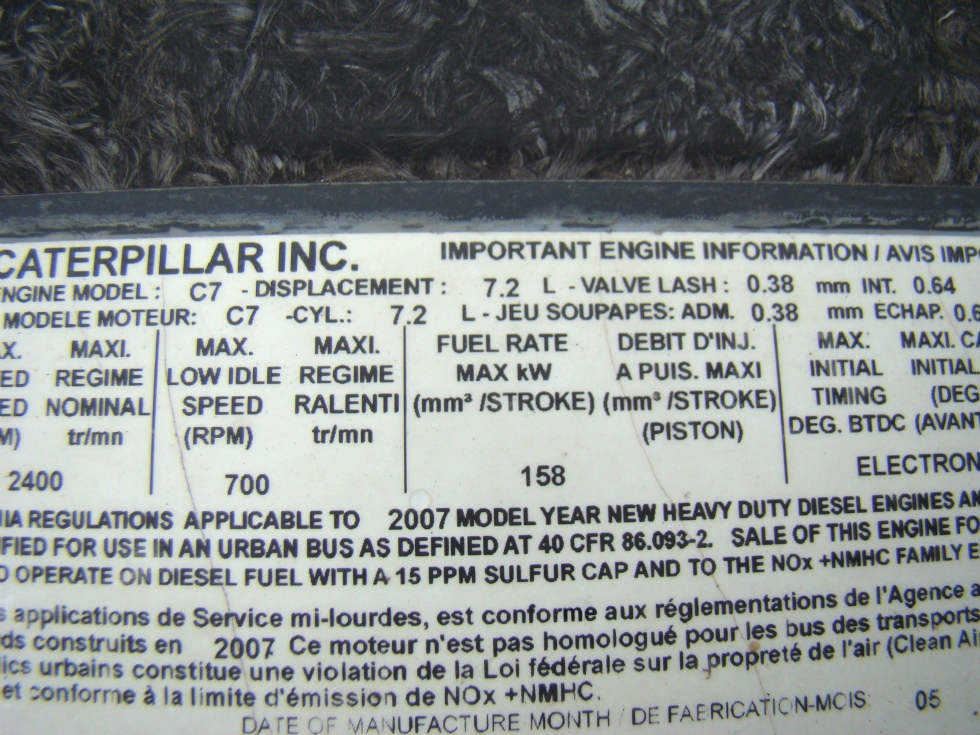 CATERPILLAR INC. IMPORTANT ENGINE INFORMATION / AVIS IMPO
ENGINE MODEL: C7 - DISPLACEMENT: 7.2 L - VALVE LASH: 0.38 mm INT. 0.64
MODELE MOTEUR: C7 -CYL.: 7.2 L - JEU SOUPAPES: ADM. 0.38 mm ECHAP. 0.6
X. MAXI. MAX. MAXI. FUEL RATE DEBIT D'INJ. MAX. MAXI. CA
ED REGIME LOW IDLE REGIME MAX kW A PUIS. MAXI INITIAL INITIAL
ED NOMINAL SPEED RALENTI (mm³ /STROKE) (mm³ /STROKE) TIMING (DEG
M) tr/mn (RPM) tr/mn (PISTON) DEG. BTDC (AVANT
2400 700 158 ELECTRON
IA REGULATIONS APPLICABLE TO 2007 MODEL YEAR NEW HEAVY DUTY DIESEL ENGINES AN
IFIED FOR USE IN AN URBAN BUS AS DEFINED AT 40 CFR 86.093-2. SALE OF THIS ENGINE FO
O OPERATE ON DIESEL FUEL WITH A 15 PPM SULFUR CAP AND TO THE NOx +NMHC FAMILY E
s applications de Service mi-lourdes, est conforme aux réglementations de l'Agence a
rds construits en 2007 Ce moteur n'est pas homologué pour les bus des transports
ics urbains constitue une violation de la Loi fédérale sur la propreté de l'air (Clean Ai
et conforme à la limite d'émission de NOx +NMHC.
DATE OF MANUFACTURE MONTH / DE FAERICATION-MOIS: 05